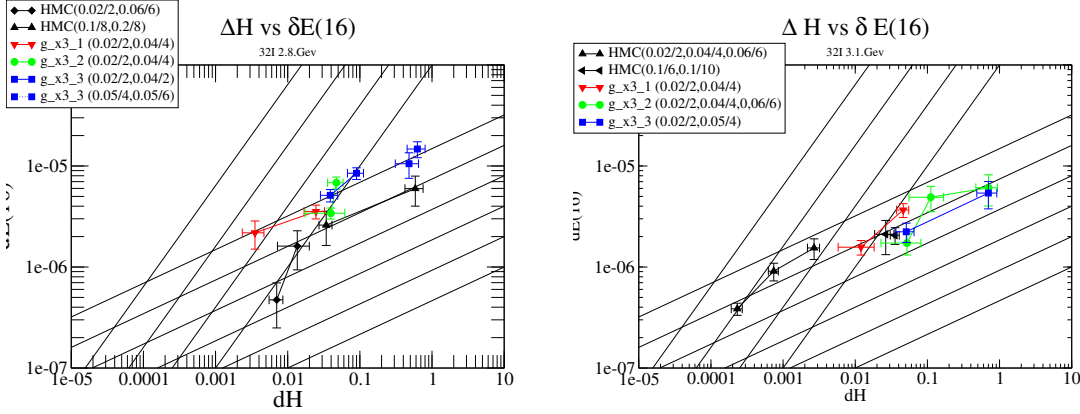 ΔH vs δE(16)
32I 2.8.Gev
HMC(0.02/2,0.06/6)
HMC(0.1/8,0.2/8)
g_x3_1 (0.02/2,0.04/4)
g_x3_2 (0.02/2,0.04/4)
g_x3_3 (0.02/2,0.04/2)
g_x3_3 (0.05/4,0.05/6)
1e-05
1e-06
1e-07
1e-05 0.0001 0.001 0.01 0.1 1 10
dH
Δ H vs δ E(16)
32I 3.1.Gev
HMC(0.02/2,0.04/4,0.06/6)
HMC(0.1/6,0.1/10)
g_x3_1 (0.02/2,0.04/4)
g_x3_2 (0.02/2,0.04/4,0.06/6)
g_x3_3 (0.02/2,0.05/4)
dE(16)
1e-05
1e-06
1e-07
1e-05 0.0001 0.001 0.01 0.1 1 10
dH